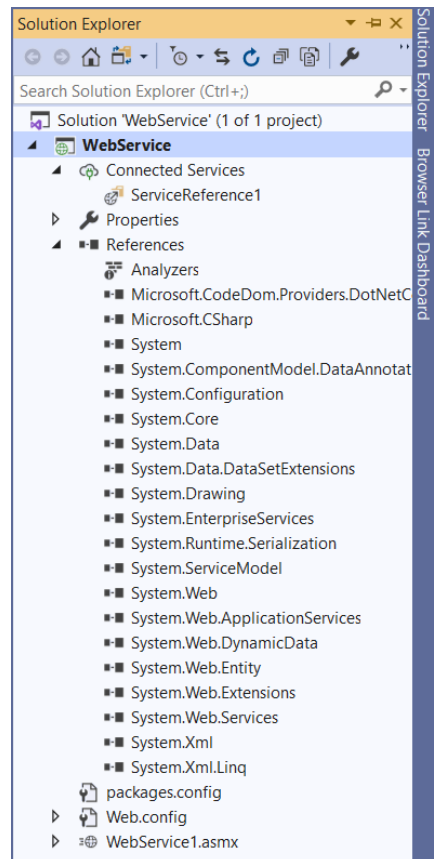 Solution Explorer
Search Solution Explorer (Ctrl+;)
Solution 'WebService' (1 of 1 project)
WebService
Connected Services
ServiceReference1
Properties
References
Analyzers
Microsoft.CodeDom.Providers.DotNetC
Microsoft.CSharp
System
System.ComponentModel.DataAnnotat
System.Configuration
System.Core
System.Data
System.Data.DataSetExtensions
System.Drawing
System.EnterpriseServices
System.Runtime.Serialization
System.ServiceModel
System.Web
System.Web.ApplicationServices
System.Web.DynamicData
System.Web.Entity
System.Web.Extensions
System.Web.Services
System.Xml
System.Xml.Linq
packages.config
Web.config
WebService1.asmx
Solution Explorer
Browser Link Dashboard